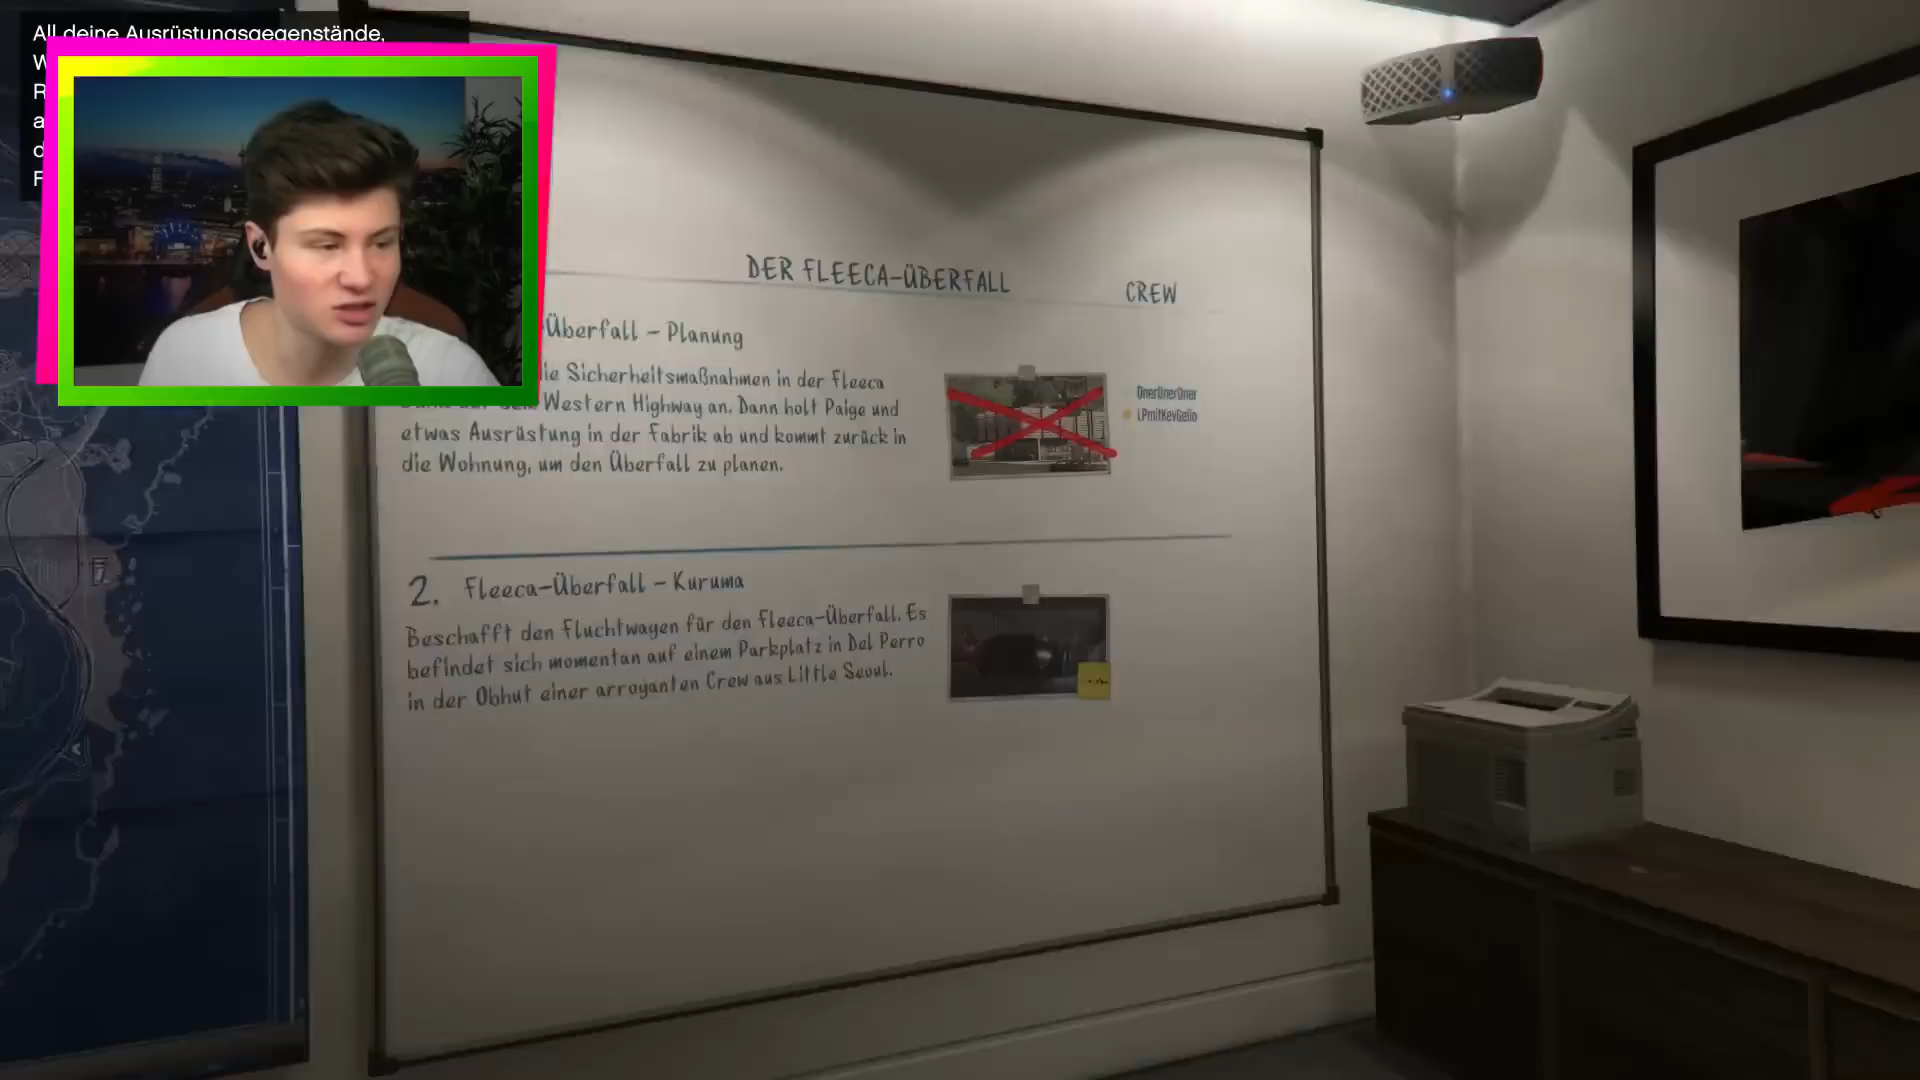 All deine Ausrüstungsgegenstände,
W
R
a
d
F
DER FLEECA-ÜBERFALL
CREW
Überfall - Planung
ie Sicherheitsmaßnahmen in der Fleeca
Western Highway an. Dann holt Paige und
etwas Ausrüstung in der Fabrik ab und kommt zurück in
die Wohnung, um den Überfall zu planen.
OnerOnerOner
LPmitKevGeiio
2. Fleeca-Überfall - Kuruma
Beschafft den Fluchtwagen für den Fleeca-Überfall. Es
befindet sich momentan auf einem Parkplatz in Del Perro
in der Obhut einer arroganten Crew aus Little Seoul.